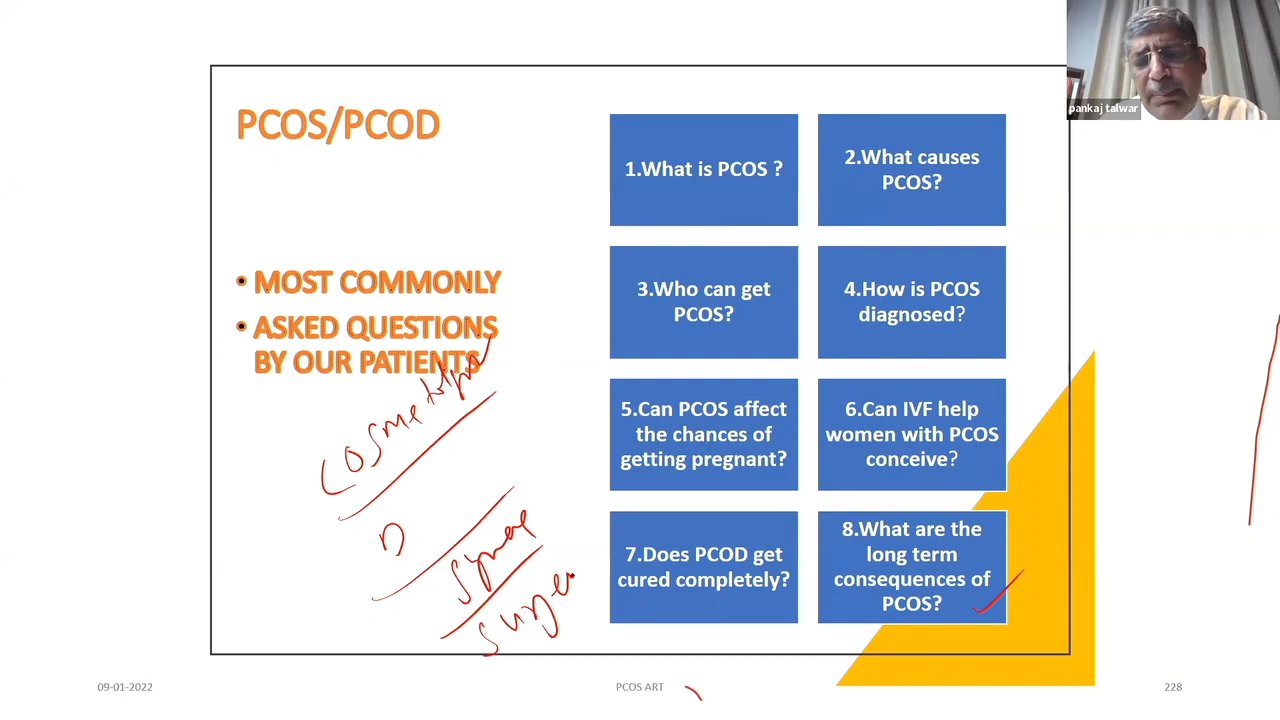 pankaj talwar
PCOS/PCOD
• MOST COMMONLY
• ASKED QUESTIONS
BY OUR PATIENTS
1.What is PCOS ?
2.What causes
PCOS?
3.Who can get
PCOS?
4.How is PCOS
diagnosed?
5.Can PCOS affect
the chances of
getting pregnant?
6.Can IVF help
women with PCOS
conceive?
7.Does PCOD get
cured completely?
8.What are the
long term
consequences of
PCOS?
D
09-01-2022
PCOS ART
228